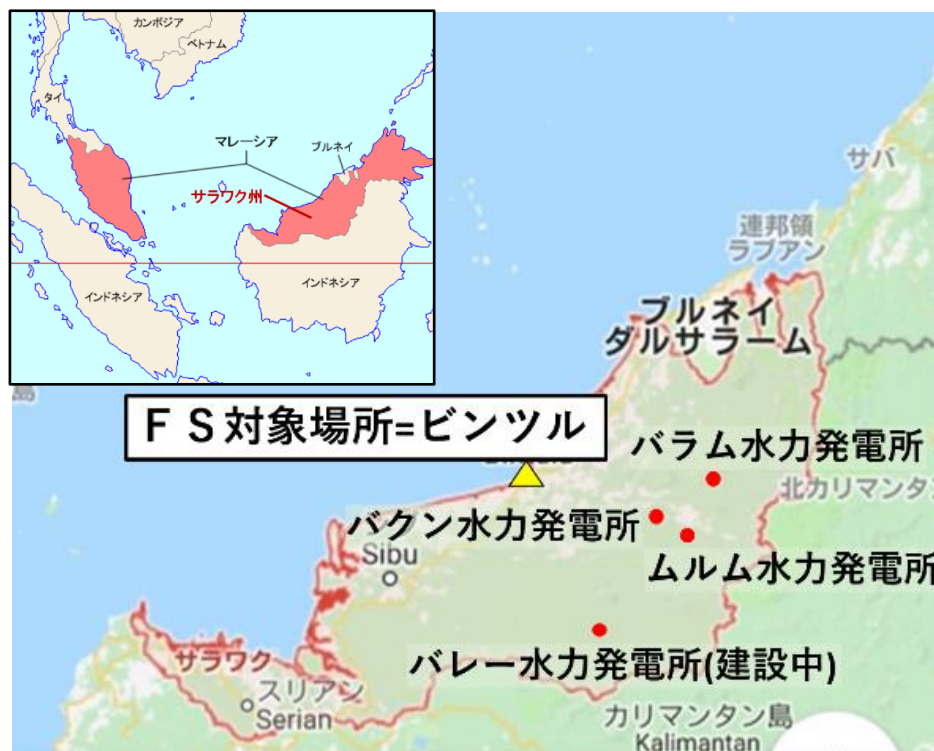 カンボジア
ベトナム
タイ
マレーシア
ブルネイ
サラワク州
インドネシア
インドネシア
サバ
連邦領
ラブアン
ブルネイ
ダルサラーム
島
ＦＳ対象場所=ビンツル
バラム水力発電所
北カリマンタ
バクン水力発電所
Sibu
ムルム水力発電所
バレー水力発電所(建設中)
サラワク
スリアン
Serian
カリマンタン島
Kalimantan